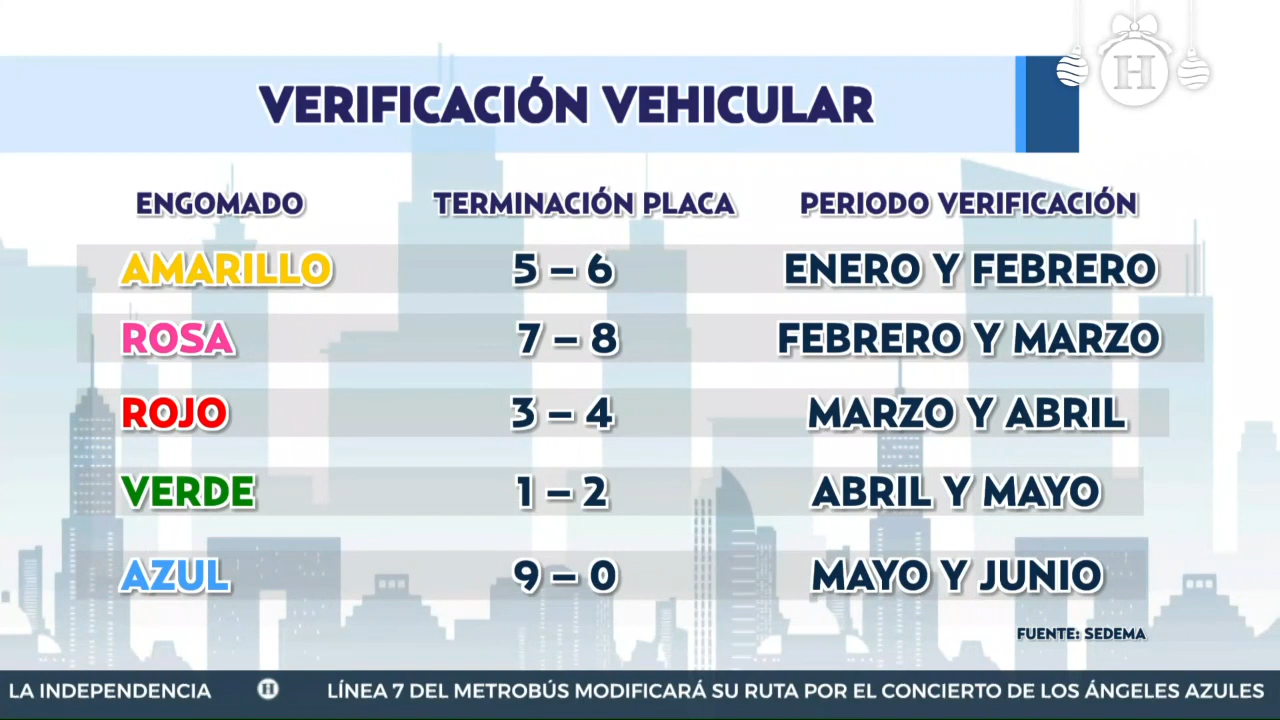 H
VERIFICACIÓN VEHICULAR
ENGOMADO TERMINACIÓN PLACA PERIODO VERIFICACIÓN
AMARILLO 5 – 6 ENERO Y FEBRERO
ROSA 7 – 8 FEBRERO Y MARZO
ROJO 3 – 4 MARZO Y ABRIL
VERDE 1 – 2 ABRIL Y MAYO
AZUL 9 – 0 MAYO Y JUNIO
FUENTE: SEDEMA
LA INDEPENDENCIA H LÍNEA 7 DEL METROBÚS MODIFICARÁ SU RUTA POR EL CONCIERTO DE LOS ÁNGELES AZULES